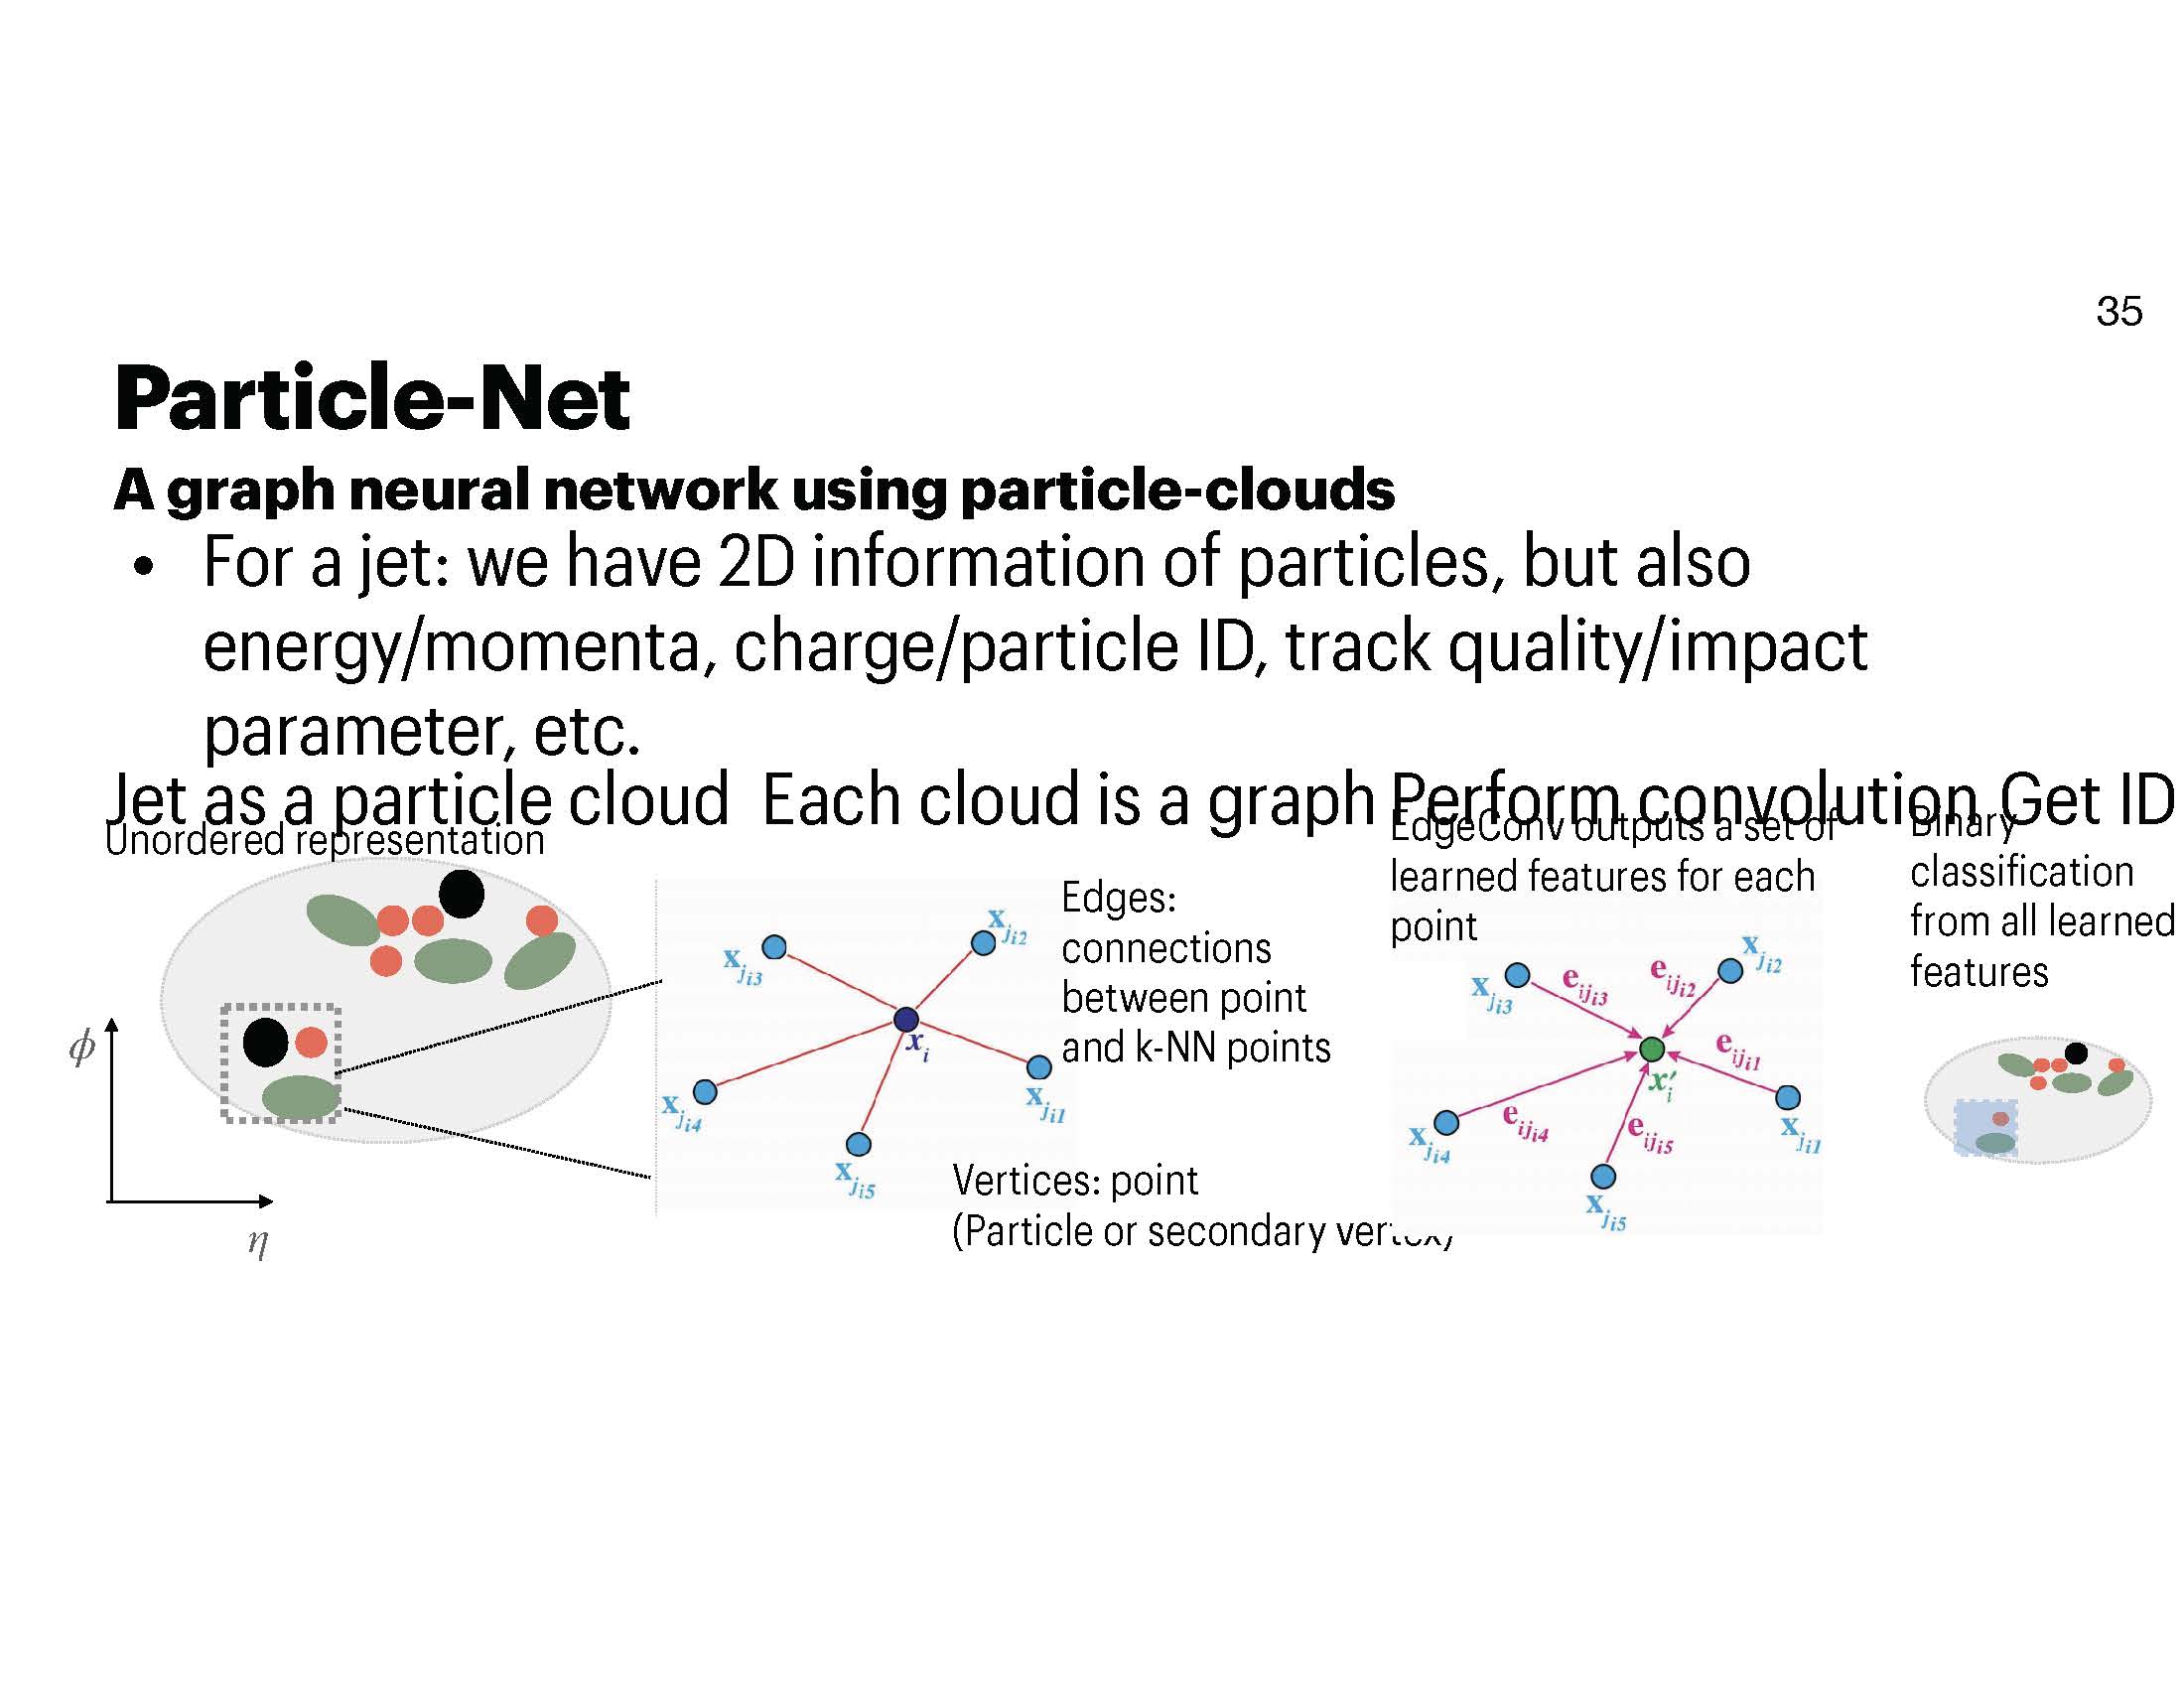 35
Particle-Net
A graph neural network using particle-clouds
• For a jet: we have 2D information of particles, but also
energy/momenta, charge/particle ID, track quality/impact
parameter, etc.
Jet as a particle cloud
Unordered representation
ϕ
η
Each cloud is a graph
x_{j_{i3}}
x_{j_{i2}}
x_i
x_{j_{i4}}
x_{j_{i1}}
x_{j_{i5}}
Edges:
connections
between point
and k-NN points
Vertices: point
(Particle or secondary vertex)
Perform convolution
EdgeConv outputs a set of
learned features for each
point
x_{j_{i3}}
e_{ij_{i3}}
e_{ij_{i2}}
x_{j_{i2}}
e_{ij_{i1}}
x′_i
x_{j_{i4}}
e_{ij_{i4}}
e_{ij_{i5}}
x_{j_{i1}}
x_{j_{i5}}
Get ID
Binary
classification
from all learned
features